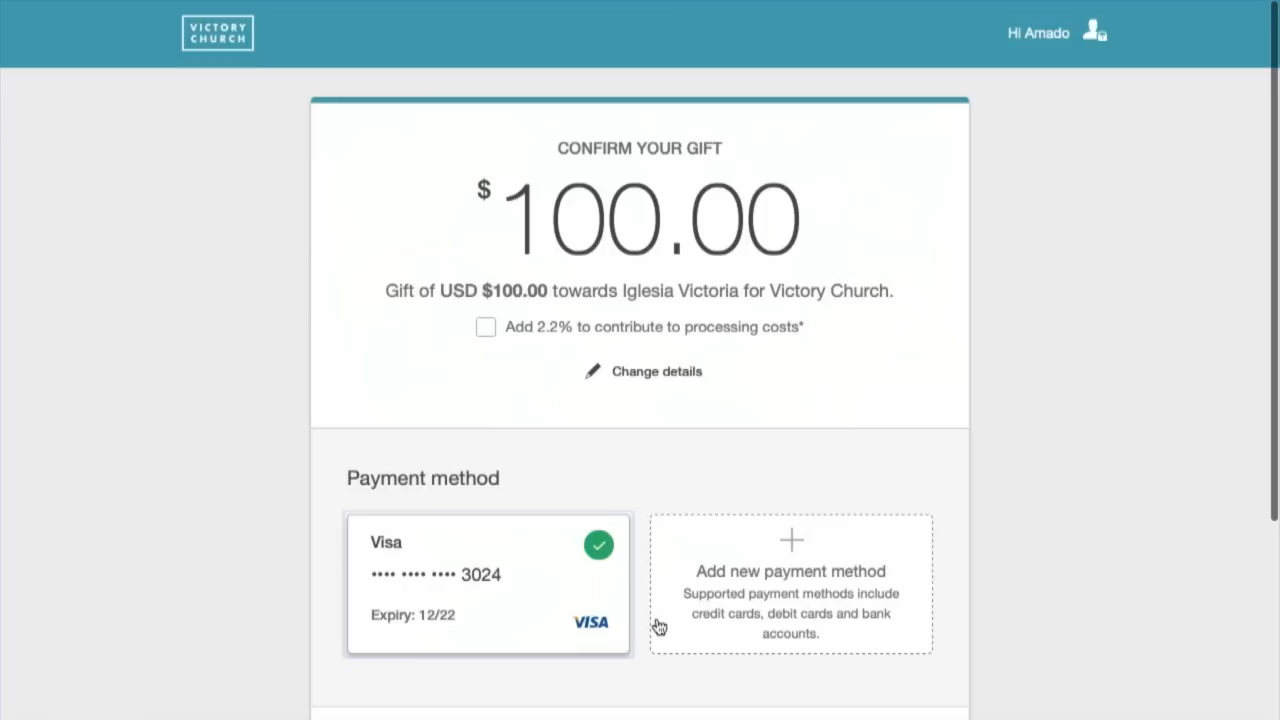 VICTORY
CHURCH
Hi Amado
CONFIRM YOUR GIFT
$100.00
Gift of USD $100.00 towards Iglesia Victoria for Victory Church.
Add 2.2% to contribute to processing costs*
Change details
Payment method
Visa
•••• •••• •••• 3024
Expiry: 12/22
VISA
Add new payment method
Supported payment methods include
credit cards, debit cards and bank
accounts.